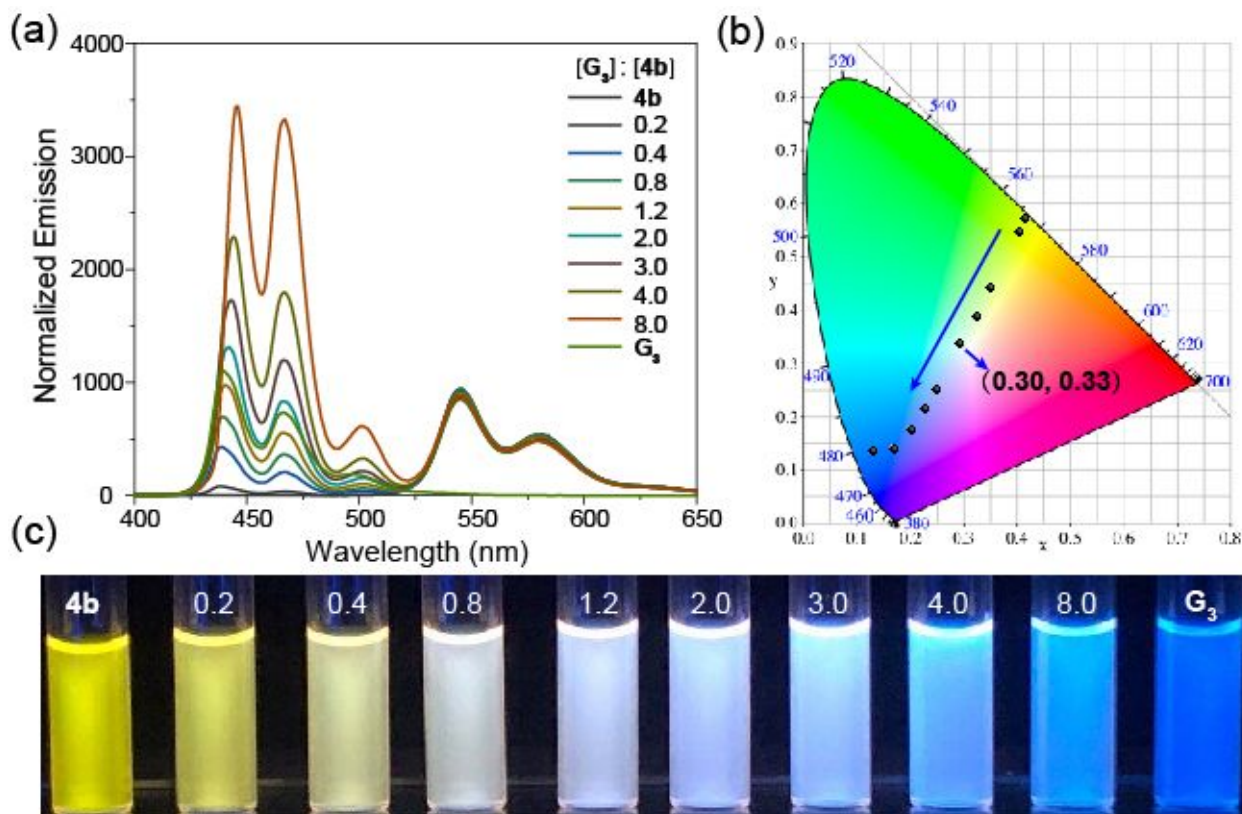 (a)
4000
3000
2000
1000
0
Normalized Emission
[G₃] : [4b]
4b
0.2
0.4
0.8
1.2
2.0
3.0
4.0
8.0
G₃
400 450 500 550 600 650
Wavelength (nm)
(b)
0.9
0.8
0.7
0.6
0.5
0.4
0.3
0.2
0.1
0.0
y
520
540
560
500
580
600
620
490
700
480
470
460
380
(0.30, 0.33)
0.0 0.1 0.2 0.3 0.4 0.5 0.6 0.7 0.8
x
(c)
4b 0.2 0.4 0.8 1.2 2.0 3.0 4.0 8.0 G₃